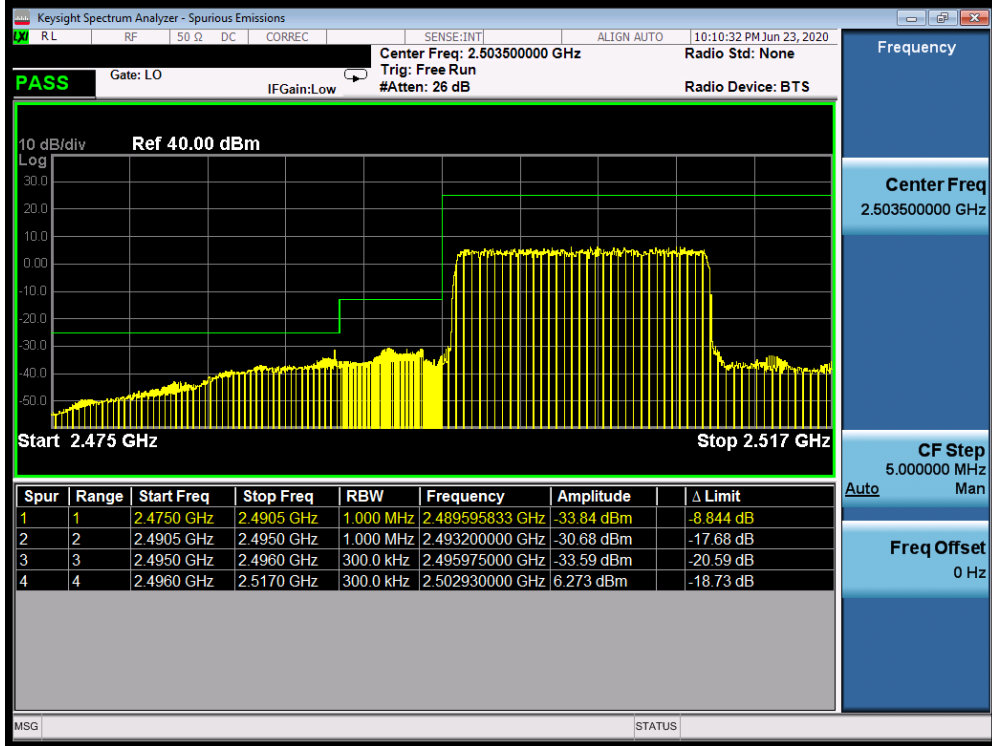 Keysight Spectrum Analyzer - Spurious Emissions
LXI RL RF 50 Ω DC CORREC SENSE:INT ALIGN AUTO 10:10:32 PM Jun 23, 2020
Center Freq: 2.503500000 GHz Radio Std: None
PASS Gate: LO Trig: Free Run
IFGain:Low #Atten: 26 dB Radio Device: BTS
10 dB/div Ref 40.00 dBm
Log
30.0
20.0
10.0
0.00
-10.0
-20.0
-30.0
-40.0
-50.0
Start 2.475 GHz Stop 2.517 GHz
Spur Range Start Freq Stop Freq RBW Frequency Amplitude Δ Limit
1 1 2.4750 GHz 2.4905 GHz 1.000 MHz 2.489595833 GHz -33.84 dBm -8.844 dB
2 2 2.4905 GHz 2.4950 GHz 1.000 MHz 2.493200000 GHz -30.68 dBm -17.68 dB
3 3 2.4950 GHz 2.4960 GHz 300.0 kHz 2.495975000 GHz -33.59 dBm -20.59 dB
4 4 2.4960 GHz 2.5170 GHz 300.0 kHz 2.502930000 GHz 6.273 dBm -18.73 dB
MSG STATUS
Frequency
Center Freq
2.503500000 GHz
CF Step
5.000000 MHz
Auto Man
Freq Offset
0 Hz